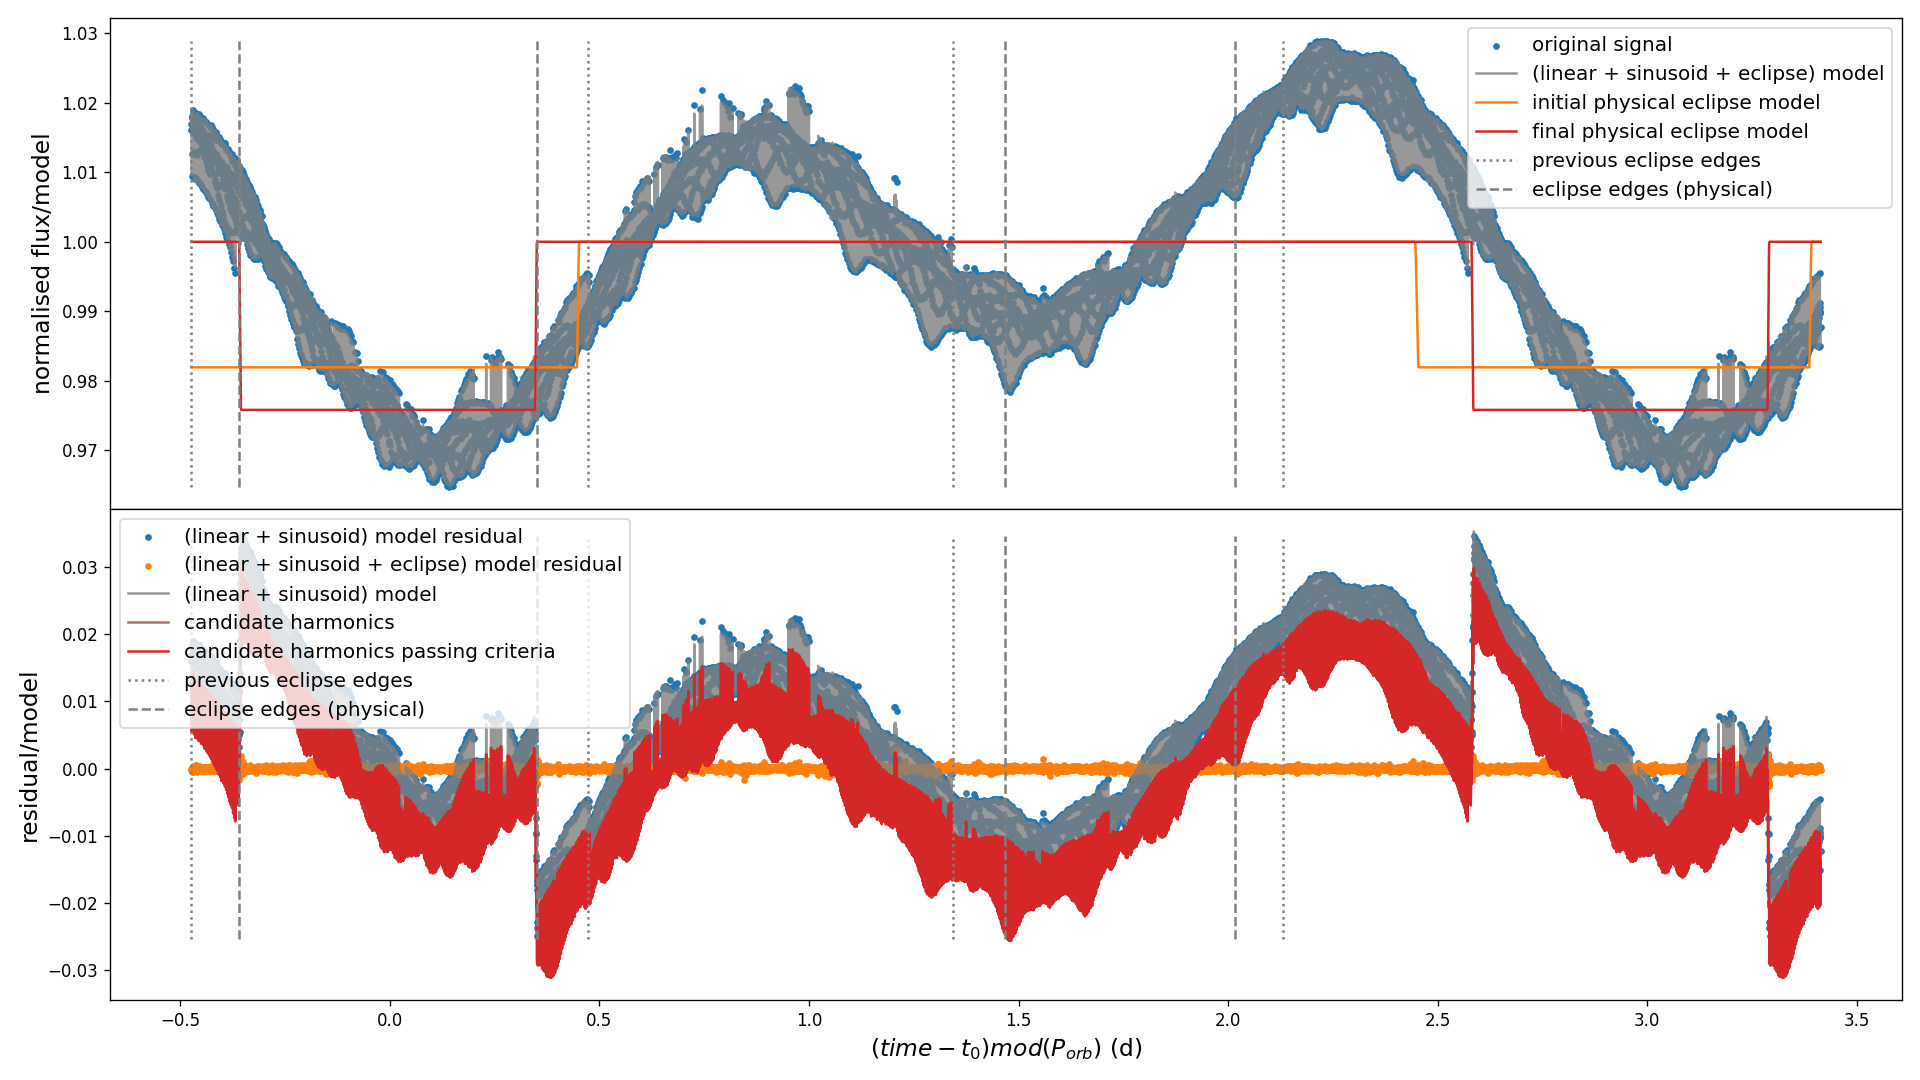 normalised flux/model
1.03
1.02
1.01
1.00
0.99
0.98
0.97
original signal
(linear + sinusoid + eclipse) model
initial physical eclipse model
final physical eclipse model
previous eclipse edges
eclipse edges (physical)
residual/model
0.03
0.02
0.01
0.00
−0.01
−0.02
−0.03
(linear + sinusoid) model residual
(linear + sinusoid + eclipse) model residual
(linear + sinusoid) model
candidate harmonics
candidate harmonics passing criteria
previous eclipse edges
eclipse edges (physical)
−0.5 0.0 0.5 1.0 1.5 2.0 2.5 3.0 3.5
(time − t₀)mod(Pₒᵣb) (d)